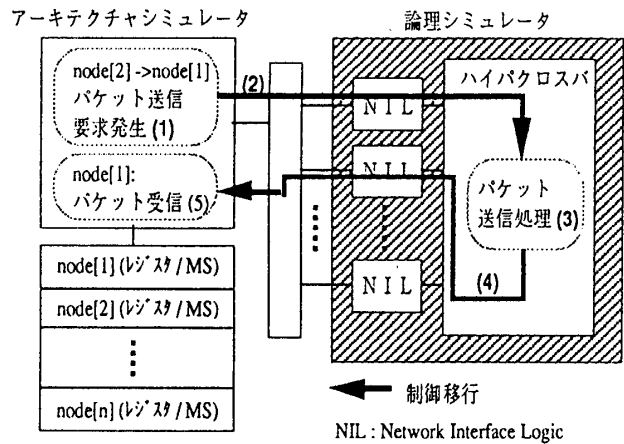 アーキテクチャシミュレータ
論理シミュレータ
node[2] ->node[1]
パケット送信
要求発生 (1)
(2)
node[1]:
パケット受信 (5)
NIL
NIL
NIL
ハイパクロスバ
パケット
送信処理 (3)
(4)
node[1] (レジスタ / MS)
node[2] (レジスタ / MS)
node[n] (レジスタ / MS)
制御移行
NIL : Network Interface Logic